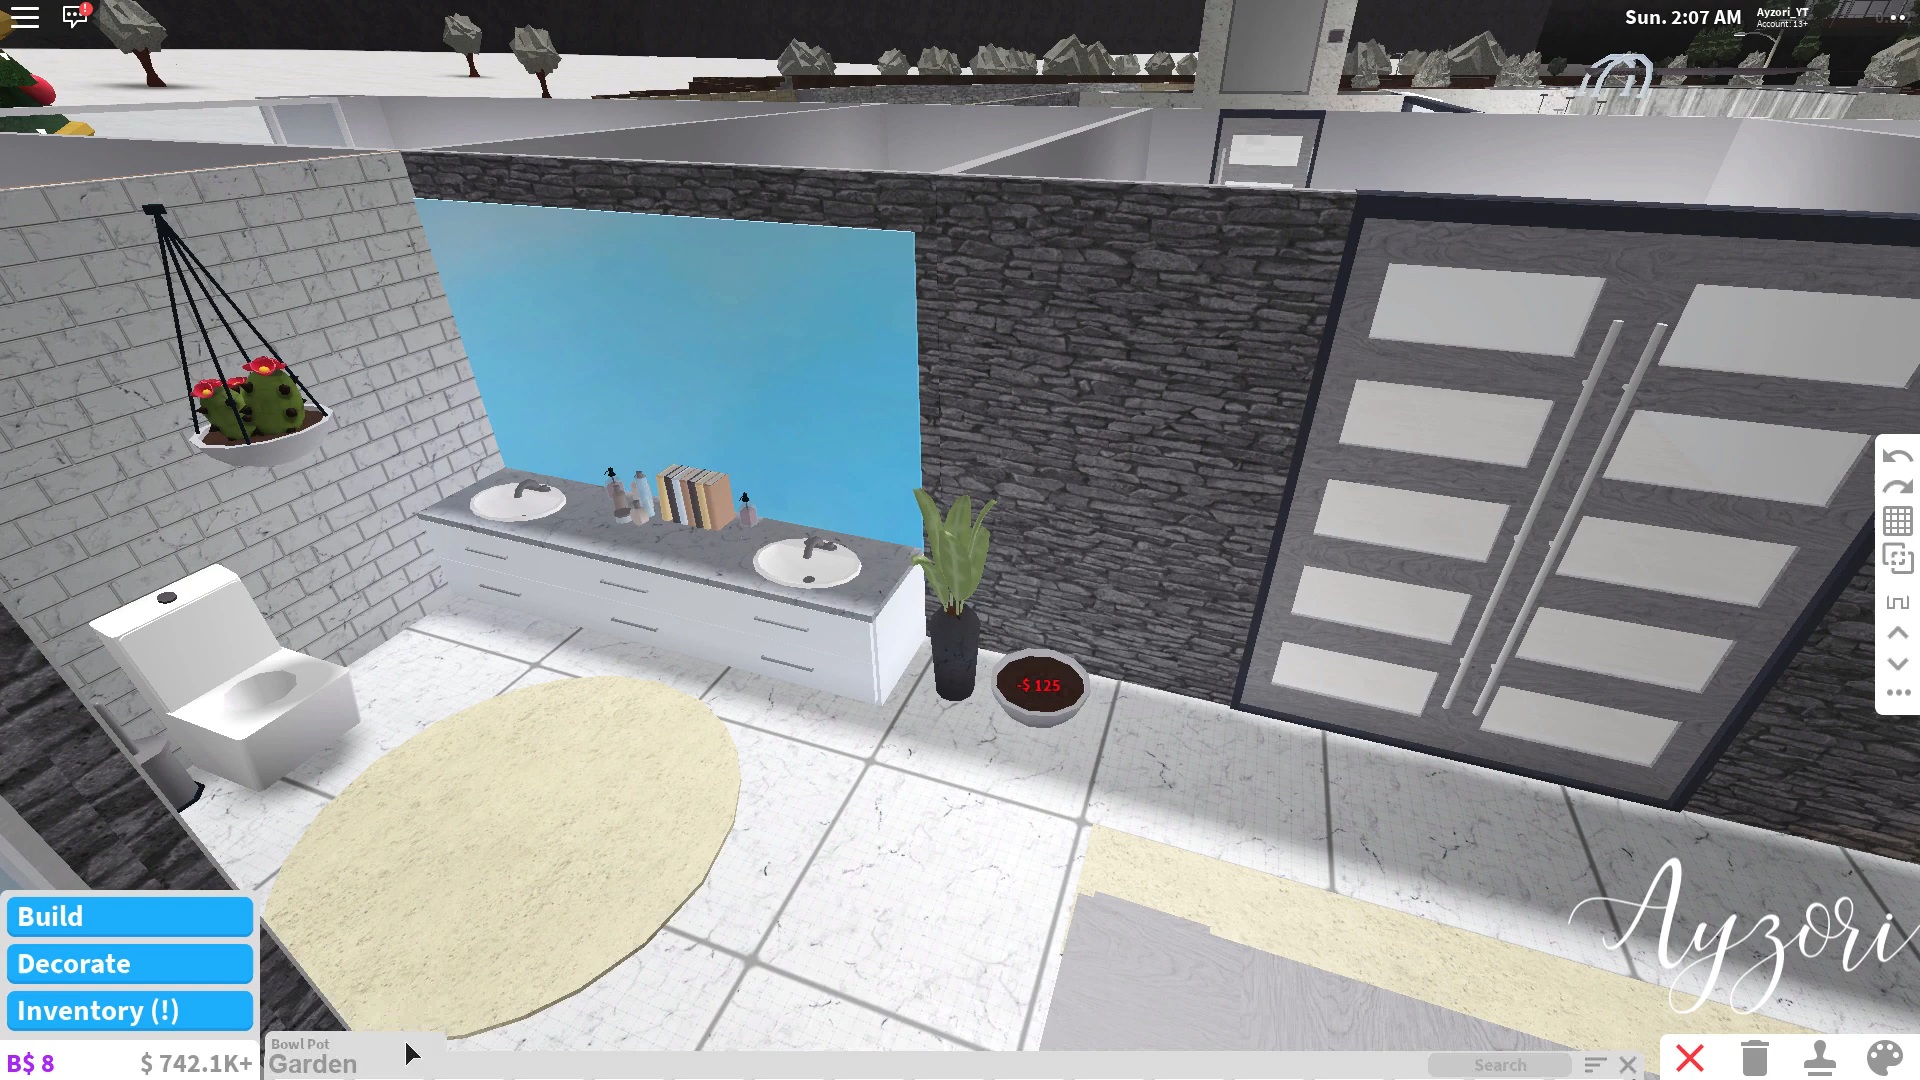 Sun. 2:07 AM
Ayzori_YT
Account: 13+
-$ 125
Build
Decorate
Inventory (!)
B$ 8
$ 742.1K+
Bowl Pot
Garden
Search
Ayzori